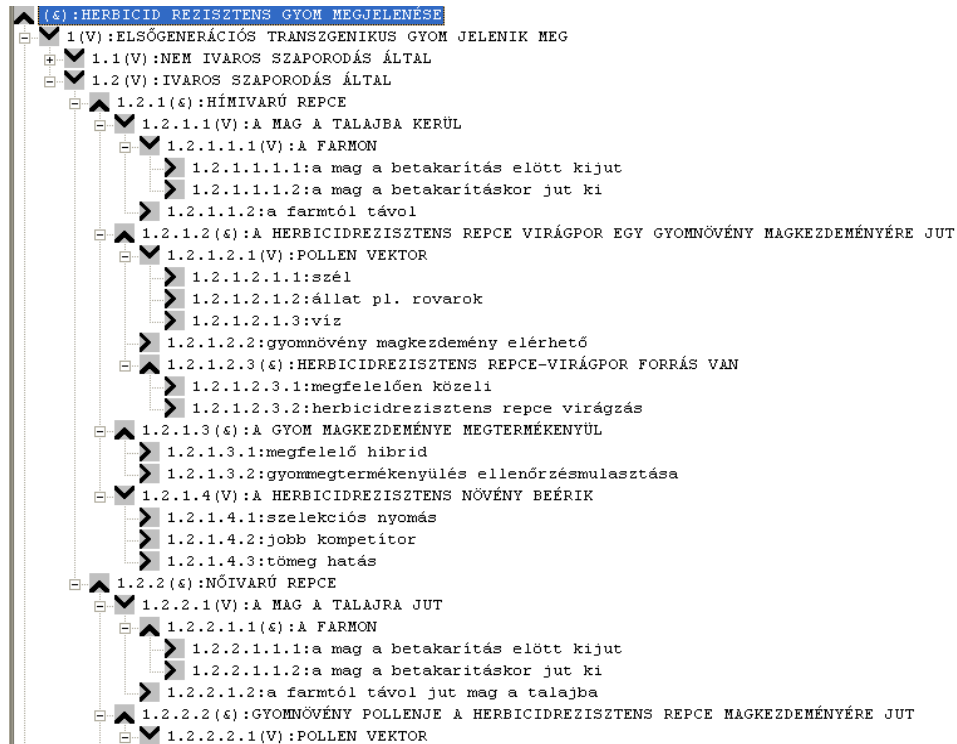 (&):HERBICID REZISZTENS GYOM MEGJELENÉSE
1(V):ELSŐGENERÁCIÓS TRANSZGENIKUS GYOM JELENIK MEG
1.1(V):NEM IVAROS SZAPORODÁS ÁLTAL
1.2(V):IVAROS SZAPORODÁS ÁLTAL
1.2.1(&):HÍMIVARÚ REPCE
1.2.1.1(V):A MAG A TALAJBA KERÜL
1.2.1.1.1(V):A FARMON
1.2.1.1.1.1:a mag a betakarítás elött kijut
1.2.1.1.1.2:a mag a betakarításkor jut ki
1.2.1.1.2:a farmtól távol
1.2.1.2(&):A HERBICIDREZISZTENS REPCE VIRÁGPOR EGY GYOMNÖVÉNY MAGKEZDEMÉNYÉRE JUT
1.2.1.2.1(V):POLLEN VEKTOR
1.2.1.2.1.1:szél
1.2.1.2.1.2:állat pl. rovarok
1.2.1.2.1.3:víz
1.2.1.2.2:gyomnövény magkezdemény elérhető
1.2.1.2.3(&):HERBICIDREZISZTENS REPCE-VIRÁGPOR FORRÁS VAN
1.2.1.2.3.1:megfelelően közeli
1.2.1.2.3.2:herbicidrezisztens repce virágzás
1.2.1.3(&):A GYOM MAGKEZDEMÉNYE MEGTERMÉKENYÜL
1.2.1.3.1:megfelelő hibrid
1.2.1.3.2:gyommegtermékenyülés ellenőrzésmulasztása
1.2.1.4(V):A HERBICIDREZISZTENS NÖVÉNY BEÉRIK
1.2.1.4.1:szelekciós nyomás
1.2.1.4.2:jobb kompetítor
1.2.1.4.3:tömeg hatás
1.2.2(&):NŐIVARÚ REPCE
1.2.2.1(V):A MAG A TALAJRA JUT
1.2.2.1.1(&):A FARMON
1.2.2.1.1.1:a mag a betakarítás elött kijut
1.2.2.1.1.2:a mag a betakaritáskor jut ki
1.2.2.1.2:a farmtól távol jut mag a talajba
1.2.2.2(&):GYOMNÖVÉNY POLLENJE A HERBICIDREZISZTENS REPCE MAGKEZDEMÉNYÉRE JUT
1.2.2.2.1(V):POLLEN VEKTOR